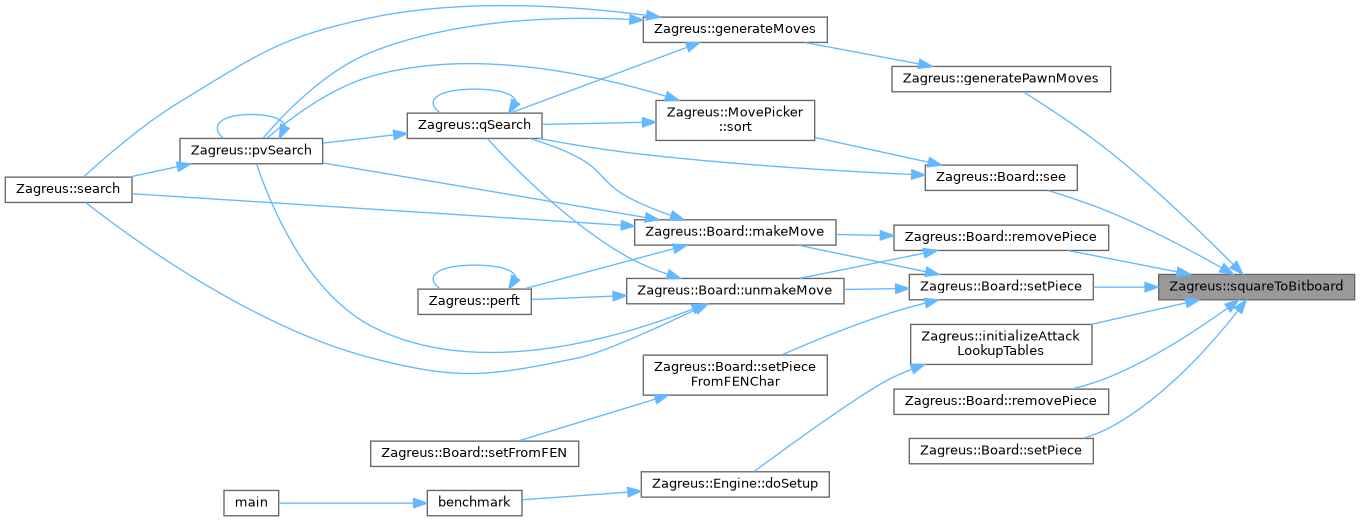 Zagreus::generateMoves
Zagreus::generatePawnMoves
Zagreus::MovePicker
::sort
Zagreus::qSearch
Zagreus::pvSearch
Zagreus::Board::see
Zagreus::search
Zagreus::Board::makeMove
Zagreus::Board::removePiece
Zagreus::perft
Zagreus::Board::unmakeMove
Zagreus::Board::setPiece
Zagreus::squareToBitboard
Zagreus::initializeAttack
LookupTables
Zagreus::Board::setPiece
FromFENChar
Zagreus::Board::removePiece
Zagreus::Board::setFromFEN
Zagreus::Board::setPiece
Zagreus::Engine::doSetup
main
benchmark